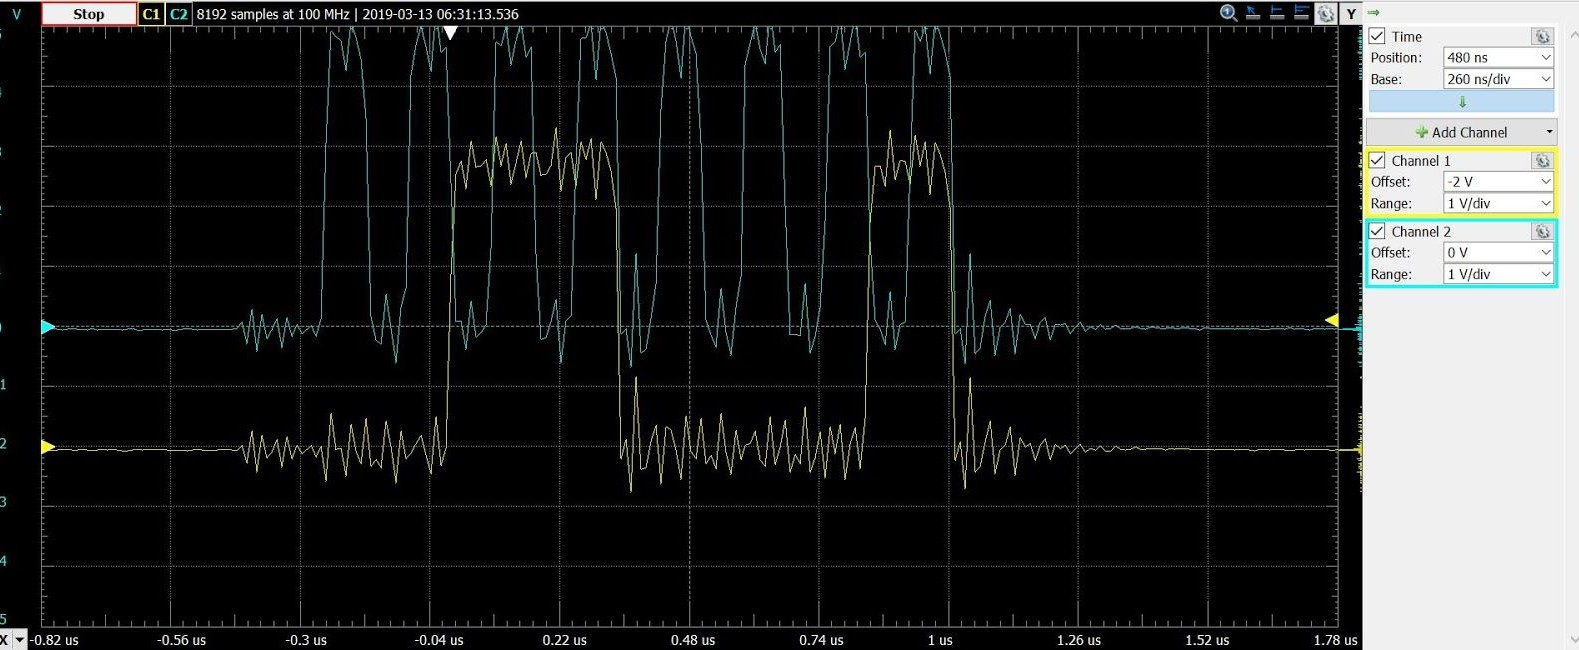 V Stop C1 C2 8192 samples at 100 MHz | 2019-03-13 06:31:13.536 Y
Time
Position: 480 ns
Base: 260 ns/div
Add Channel
Channel 1
Offset: -2 V
Range: 1 V/div
Channel 2
Offset: 0 V
Range: 1 V/div
1
2
3
4
5
X -0.82 us -0.56 us -0.3 us -0.04 us 0.22 us 0.48 us 0.74 us 1 us 1.26 us 1.52 us 1.78 us